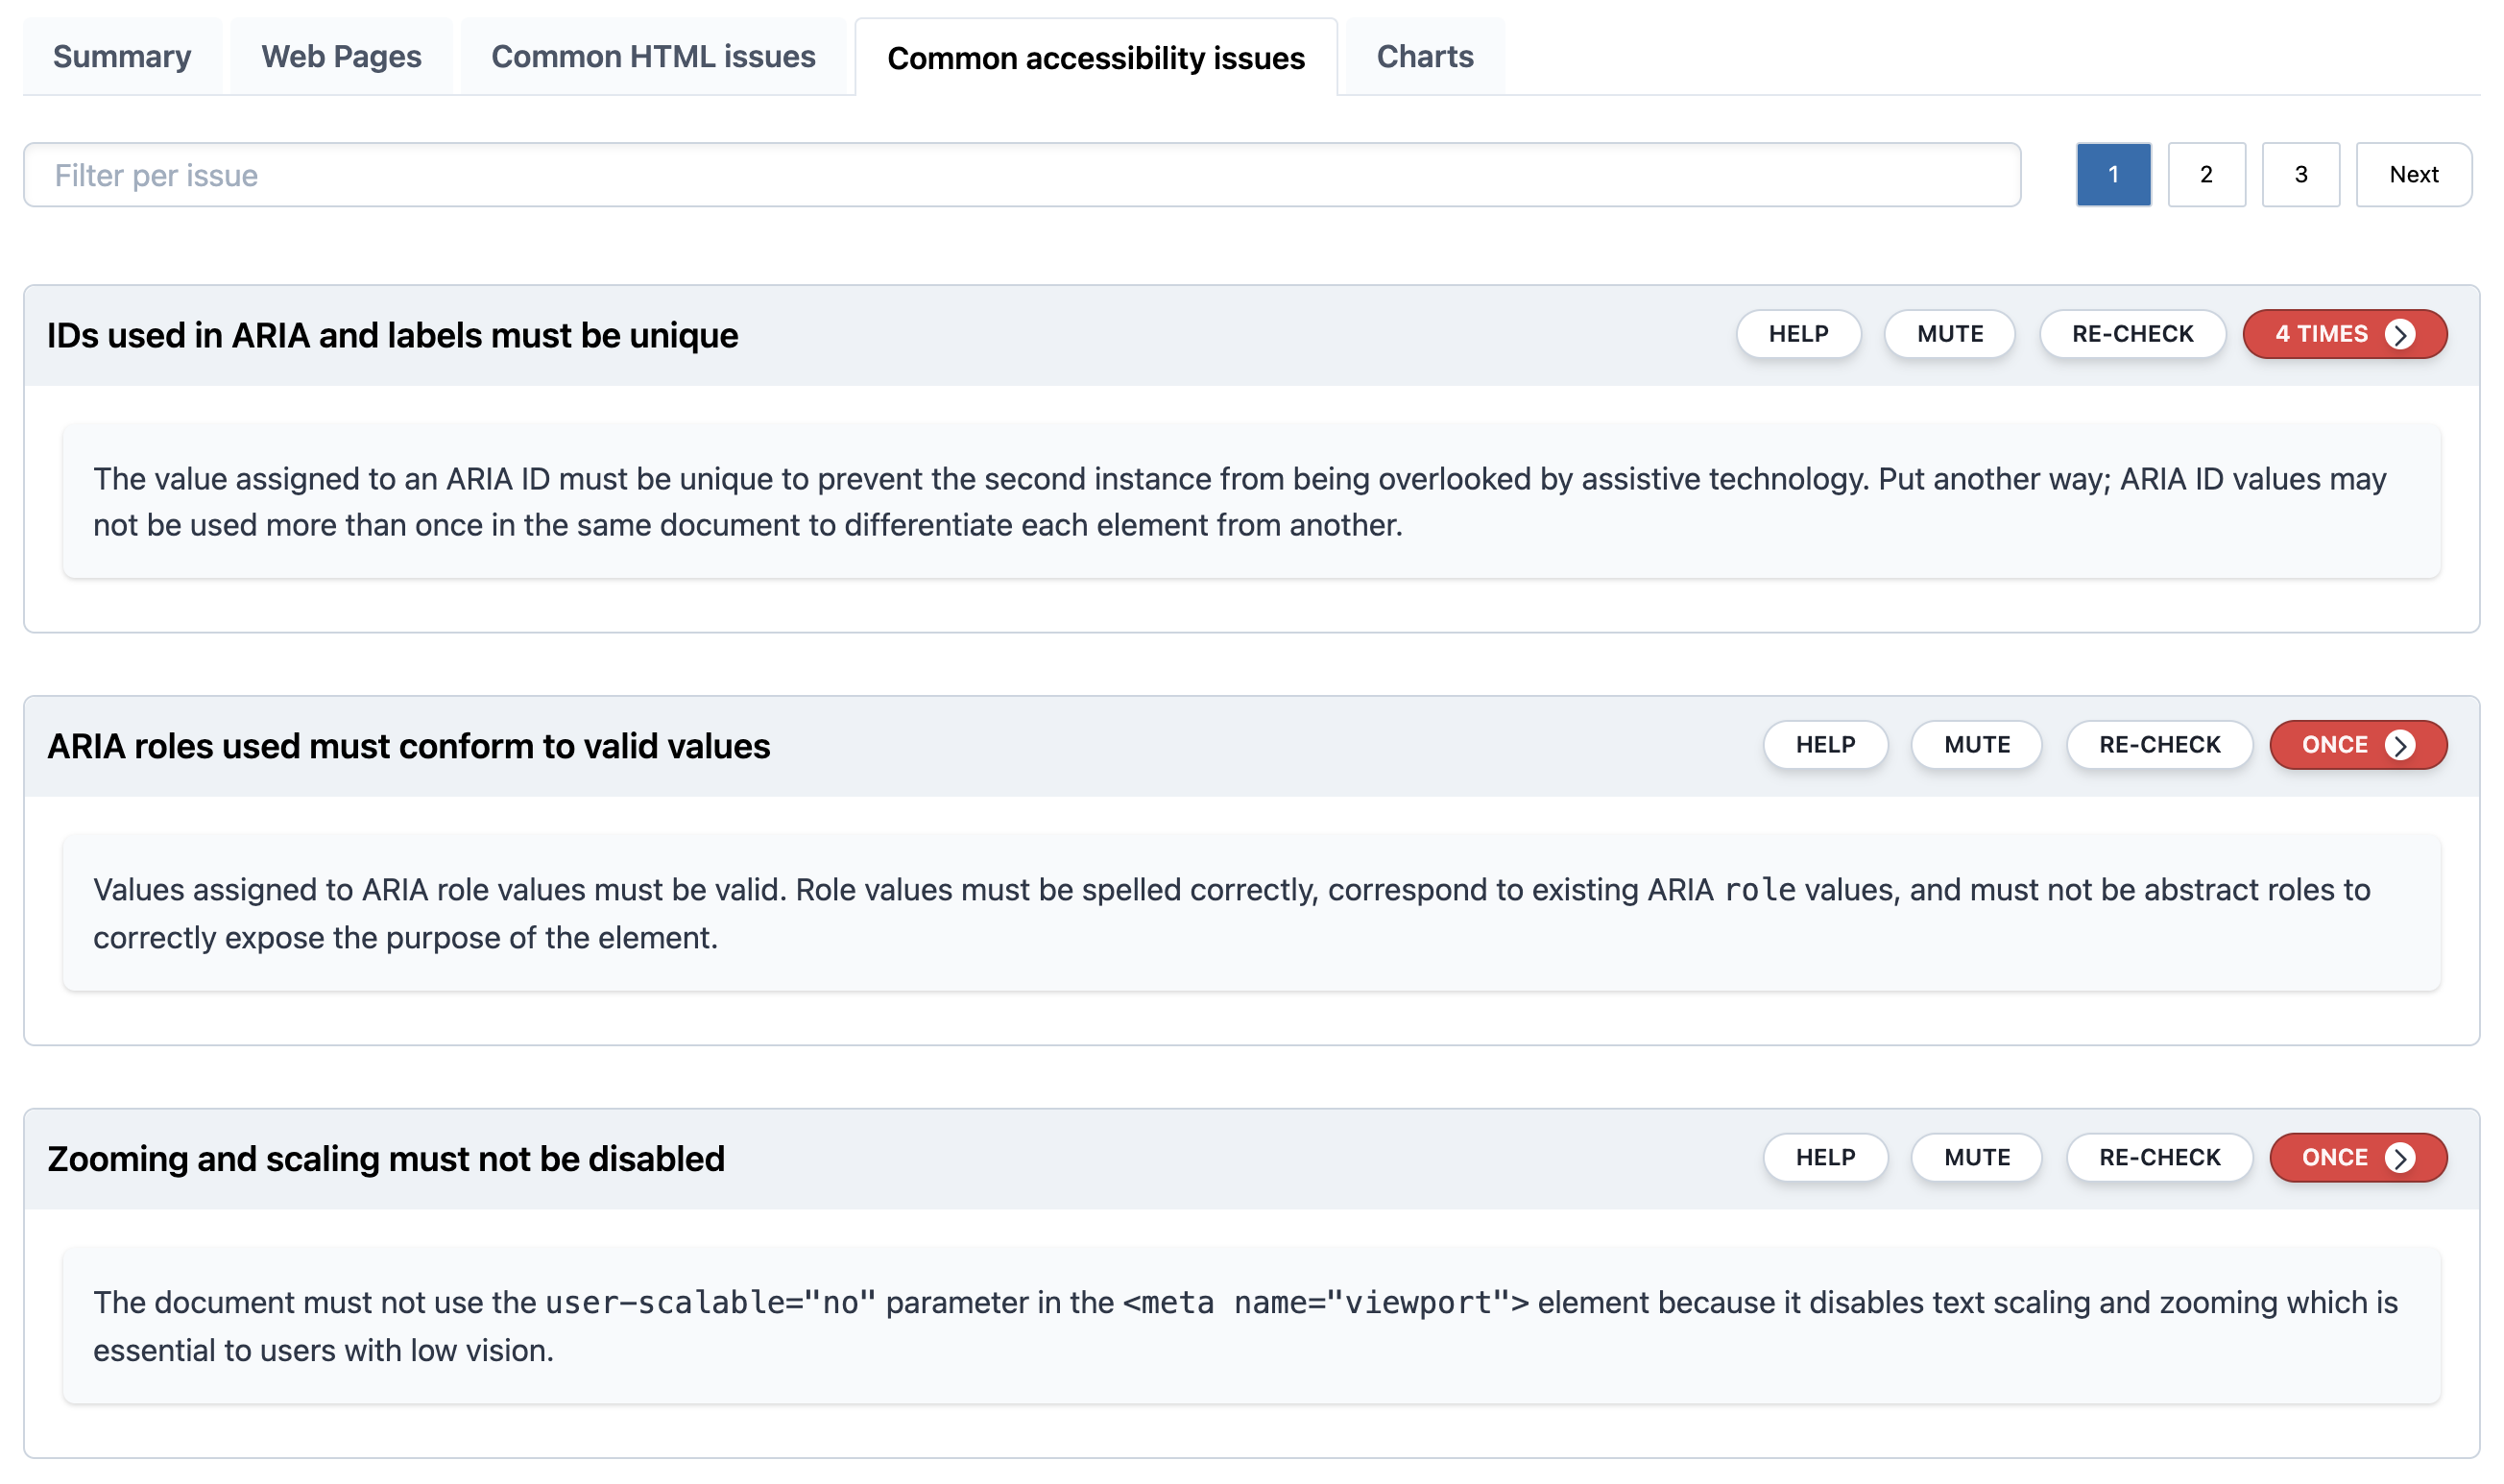 Summary Web Pages Common HTML issues Common accessibility issues Charts
Filter per issue 1 2 3 Next
IDs used in ARIA and labels must be unique HELP MUTE RE-CHECK 4 TIMES
The value assigned to an ARIA ID must be unique to prevent the second instance from being overlooked by assistive technology. Put another way; ARIA ID values may
not be used more than once in the same document to differentiate each element from another.
ARIA roles used must conform to valid values HELP MUTE RE-CHECK ONCE
Values assigned to ARIA role values must be valid. Role values must be spelled correctly, correspond to existing ARIA role values, and must not be abstract roles to
correctly expose the purpose of the element.
Zooming and scaling must not be disabled HELP MUTE RE-CHECK ONCE
The document must not use the user-scalable="no" parameter in the <meta name="viewport"> element because it disables text scaling and zooming which is
essential to users with low vision.